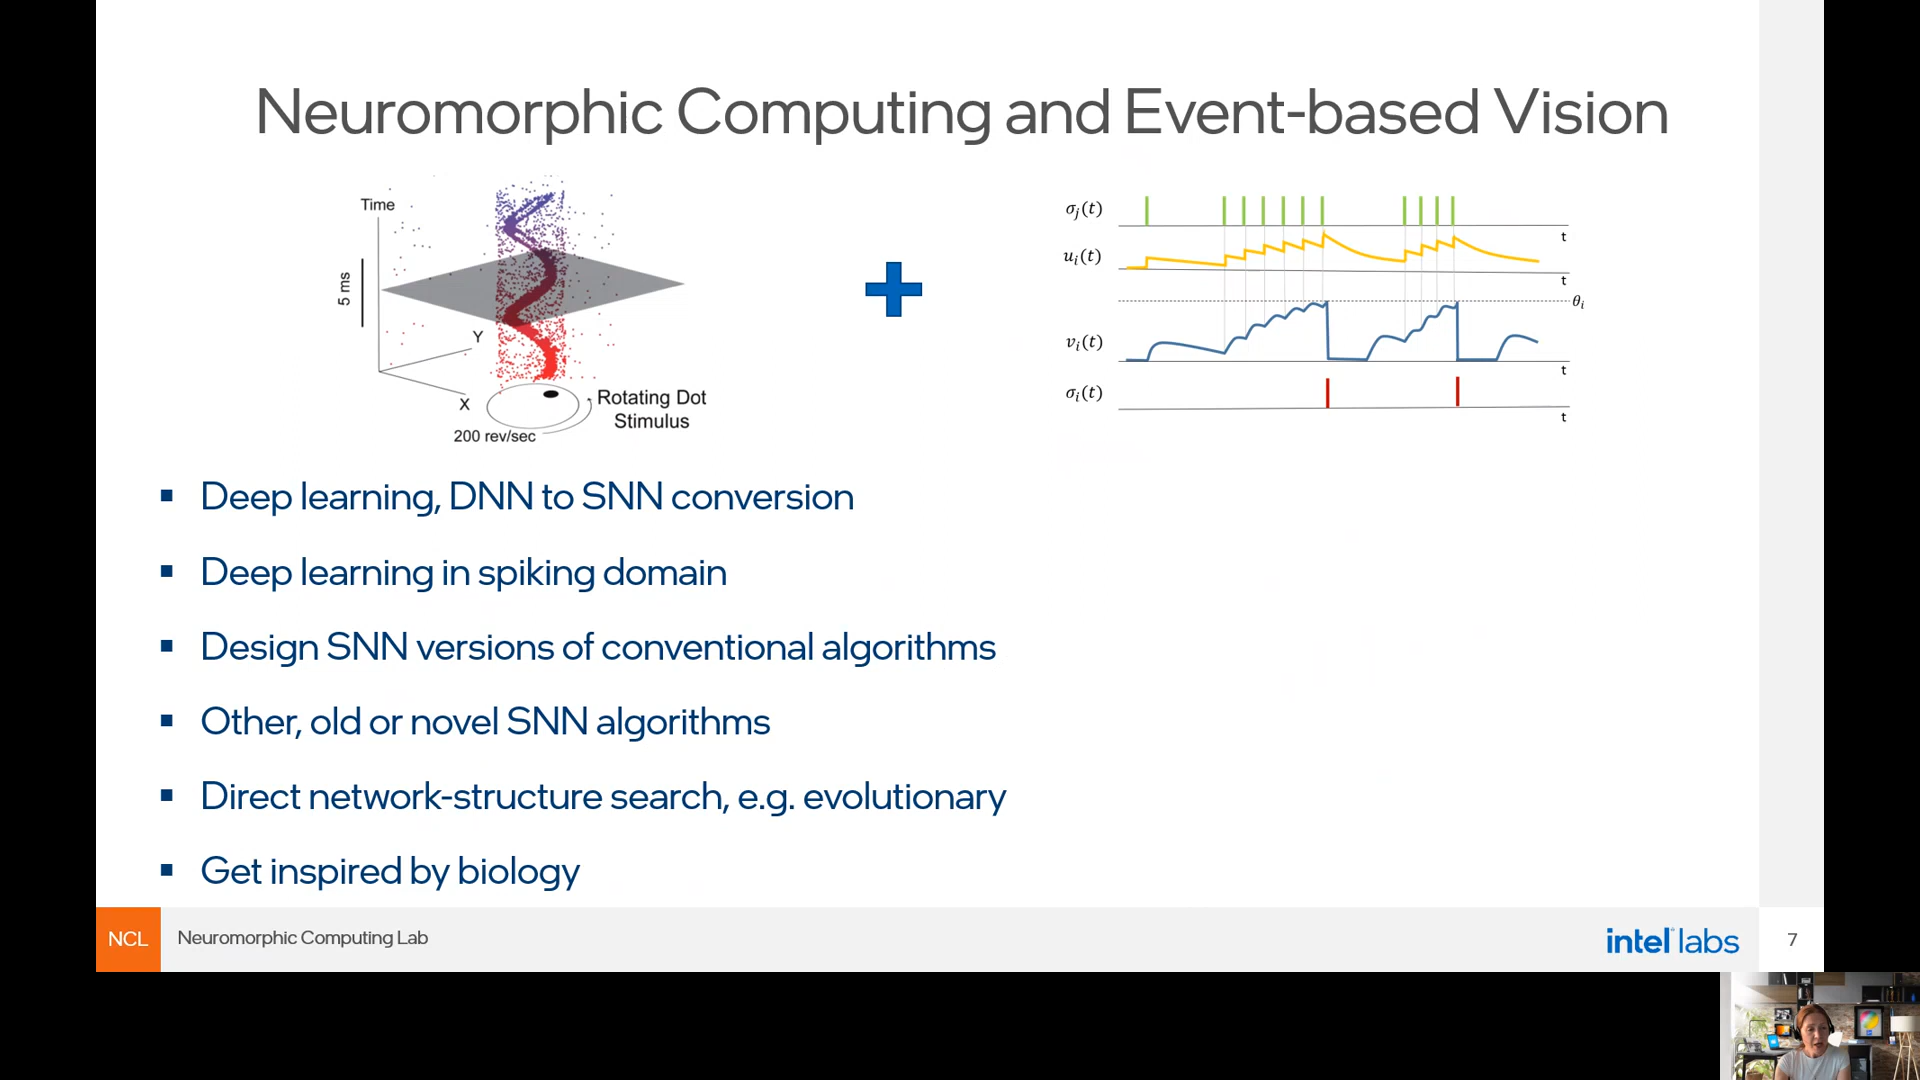 Neuromorphic Computing and Event-based Vision
Time
5 ms
Y
X
Rotating Dot
Stimulus
200 rev/sec
σⱼ(t)
t
uᵢ(t)
t
θᵢ
vᵢ(t)
t
σᵢ(t)
t
▪ Deep learning, DNN to SNN conversion
▪ Deep learning in spiking domain
▪ Design SNN versions of conventional algorithms
▪ Other, old or novel SNN algorithms
▪ Direct network-structure search, e.g. evolutionary
▪ Get inspired by biology
NCL
Neuromorphic Computing Lab
intel labs
7